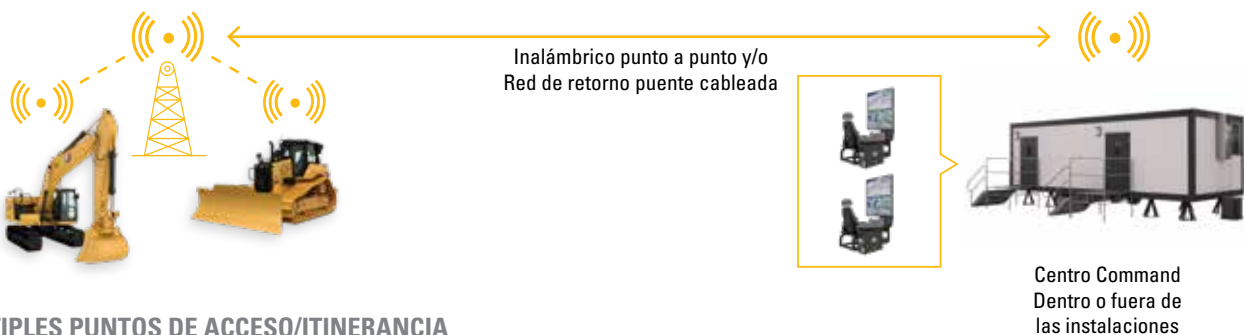 Inalámbrico punto a punto y/o
Red de retorno puente cableada
Centro Command
Dentro o fuera de
las instalaciones
TIPLES PUNTOS DE ACCESO/ITINERANCIA